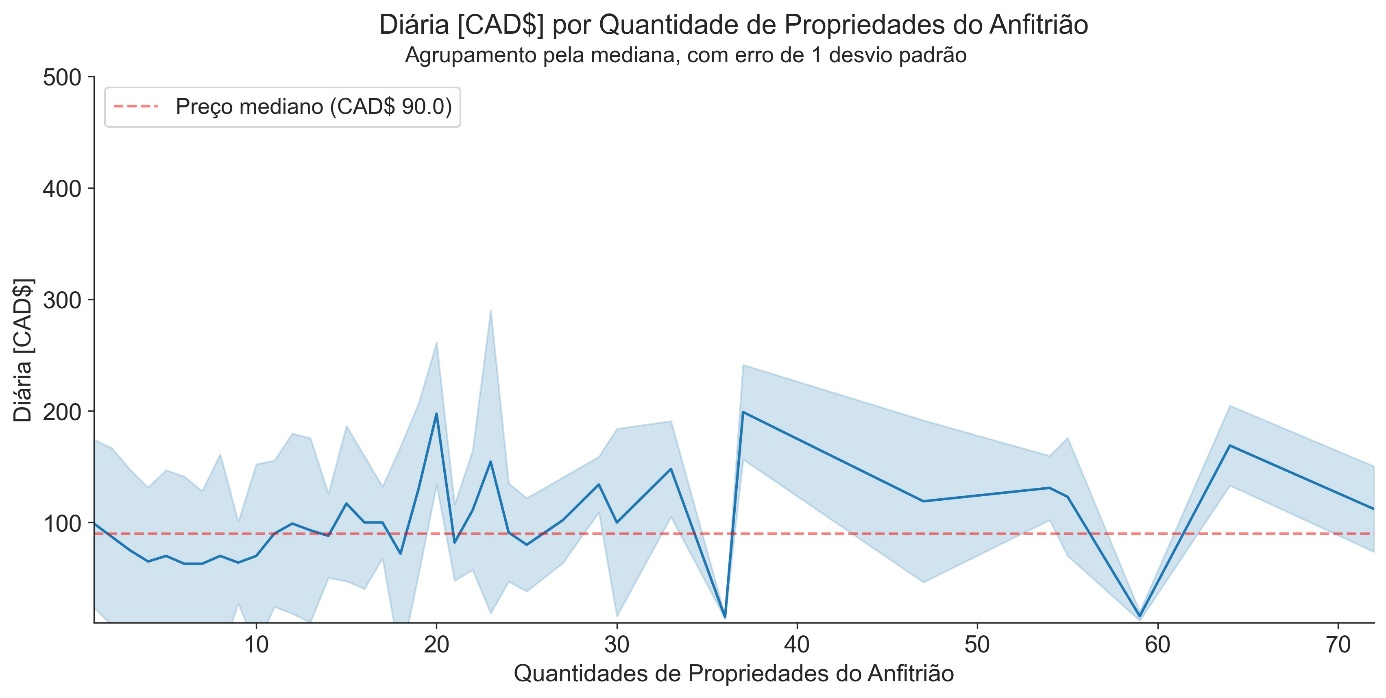 Diária [CAD$] por Quantidade de Propriedades do Anfitrião
Agrupamento pela mediana, com erro de 1 desvio padrão
Preço mediano (CAD$ 90.0)
Diária [CAD$]
500
400
300
200
100
10
20
30
40
50
60
70
Quantidades de Propriedades do Anfitrião